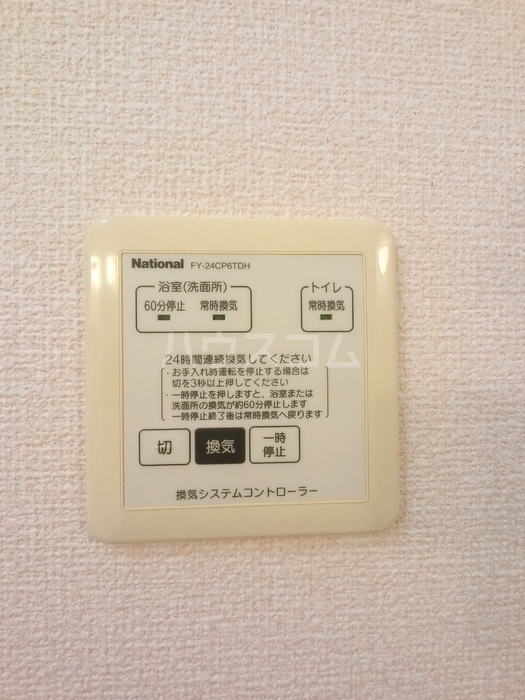 National FY-24CP6TDH
浴室(洗面所)
トイレ
60分停止 常時換気
常時換気
24時間連続換気してください
・お手入れ時運転を停止する場合は
切を3秒以上押してください
・一時停止を押しますと、浴室または
洗面所の換気が約60分停止します
一時停止終了後は常時換気へ戻ります
切
換気
一時
停止
換気システムコントローラー
ハウスコム